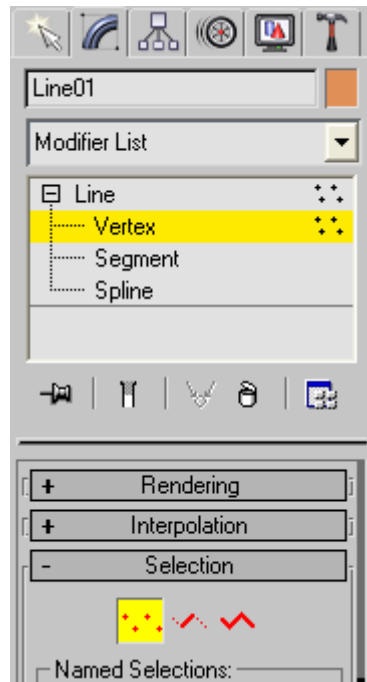 Line01
Modifier List
Line
Vertex
Segment
Spline
+ Rendering
+ Interpolation
- Selection
Named Selections: